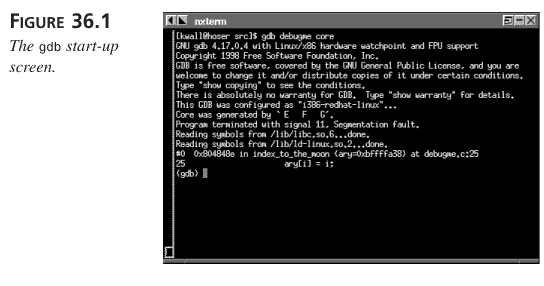 FIGURE 36.1
The gdb start-up
screen.
nxterm
[kwall@hoser src]$ gdb debugme core
GNU gdb 4.17.0.4 with Linux/x86 hardware watchpoint and FPU support
Copyright 1998 Free Software Foundation, Inc.
GDB is free software, covered by the GNU General Public License, and you are
welcome to change it and/or distribute copies of it under certain conditions.
Type "show copying" to see the conditions.
There is absolutely no warranty for GDB.  Type "show warranty" for details.
This GDB was configured as "i386-redhat-linux"...
Core was generated by `E   F   G'.
Program terminated with signal 11, Segmentation fault.
Reading symbols from /lib/libc.so.6...done.
Reading symbols from /lib/ld-linux.so.2...done.
#0  0x804848e in index_to_the_moon (ary=0xbffffa38) at debugme.c:25
25                    ary[i] = i;
(gdb)